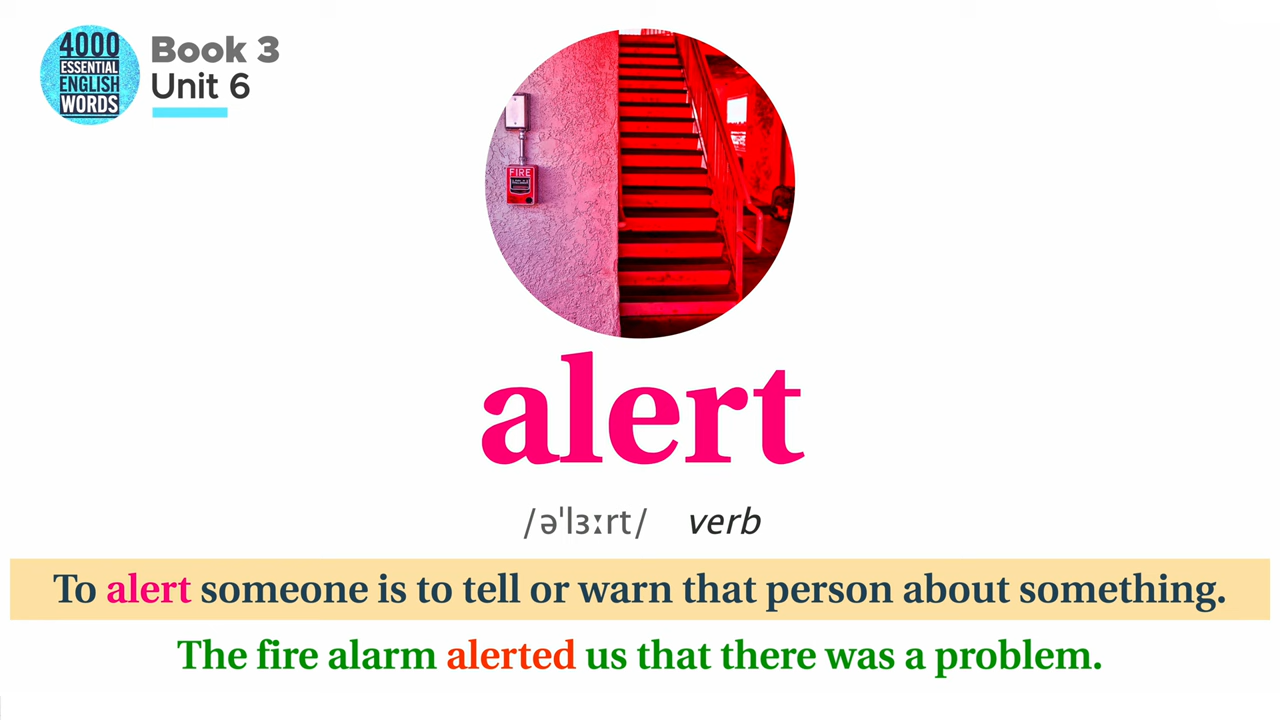 4000
ESSENTIAL
ENGLISH
WORDS
Book 3
Unit 6
FIRE
alert
/əˈlɜːrt/ verb
To alert someone is to tell or warn that person about something.
The fire alarm alerted us that there was a problem.